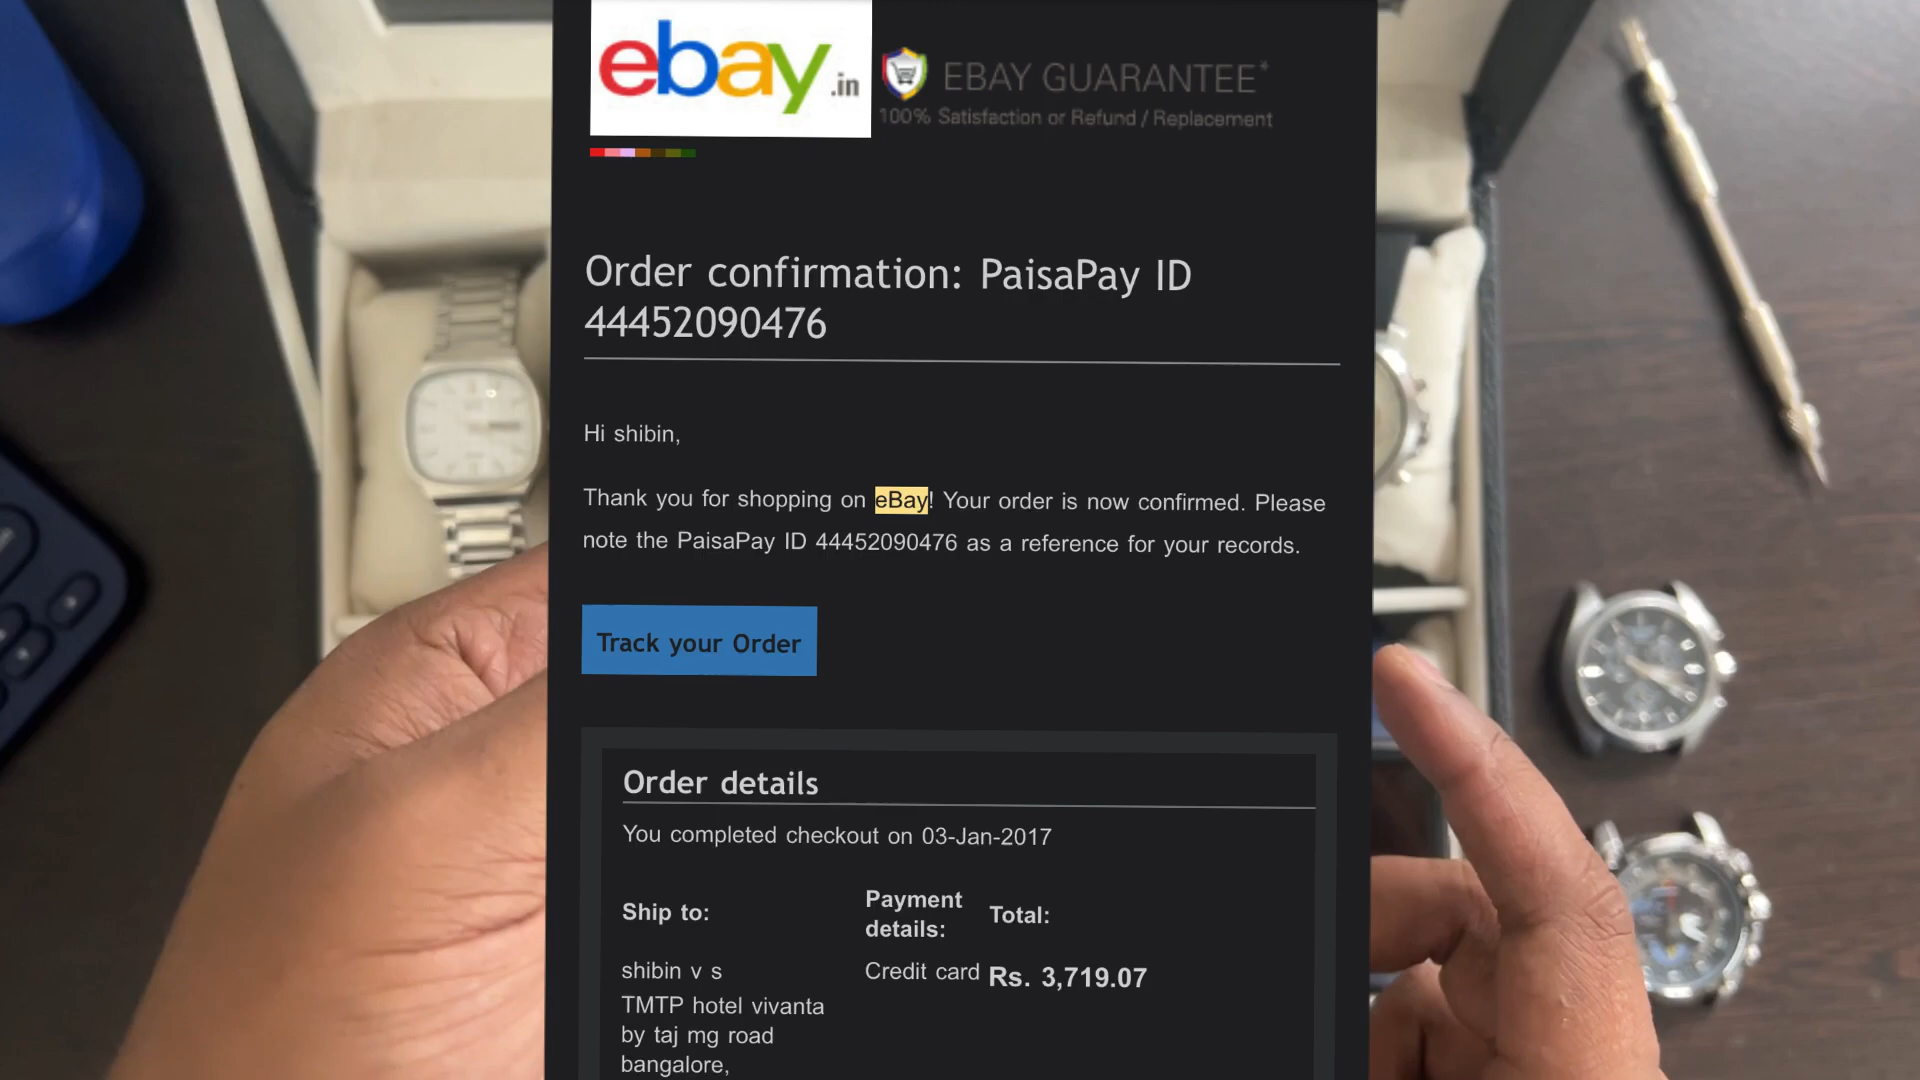 ebay.in
EBAY GUARANTEE*
100% Satisfaction or Refund / Replacement
Order confirmation: PaisaPay ID
44452090476
Hi shibin,
Thank you for shopping on eBay! Your order is now confirmed. Please
note the PaisaPay ID 44452090476 as a reference for your records.
Track your Order
Order details
You completed checkout on 03-Jan-2017
Ship to:
Payment
details:
Total:
shibin v s
Credit card
Rs. 3,719.07
TMTP hotel vivanta
by taj mg road
bangalore,